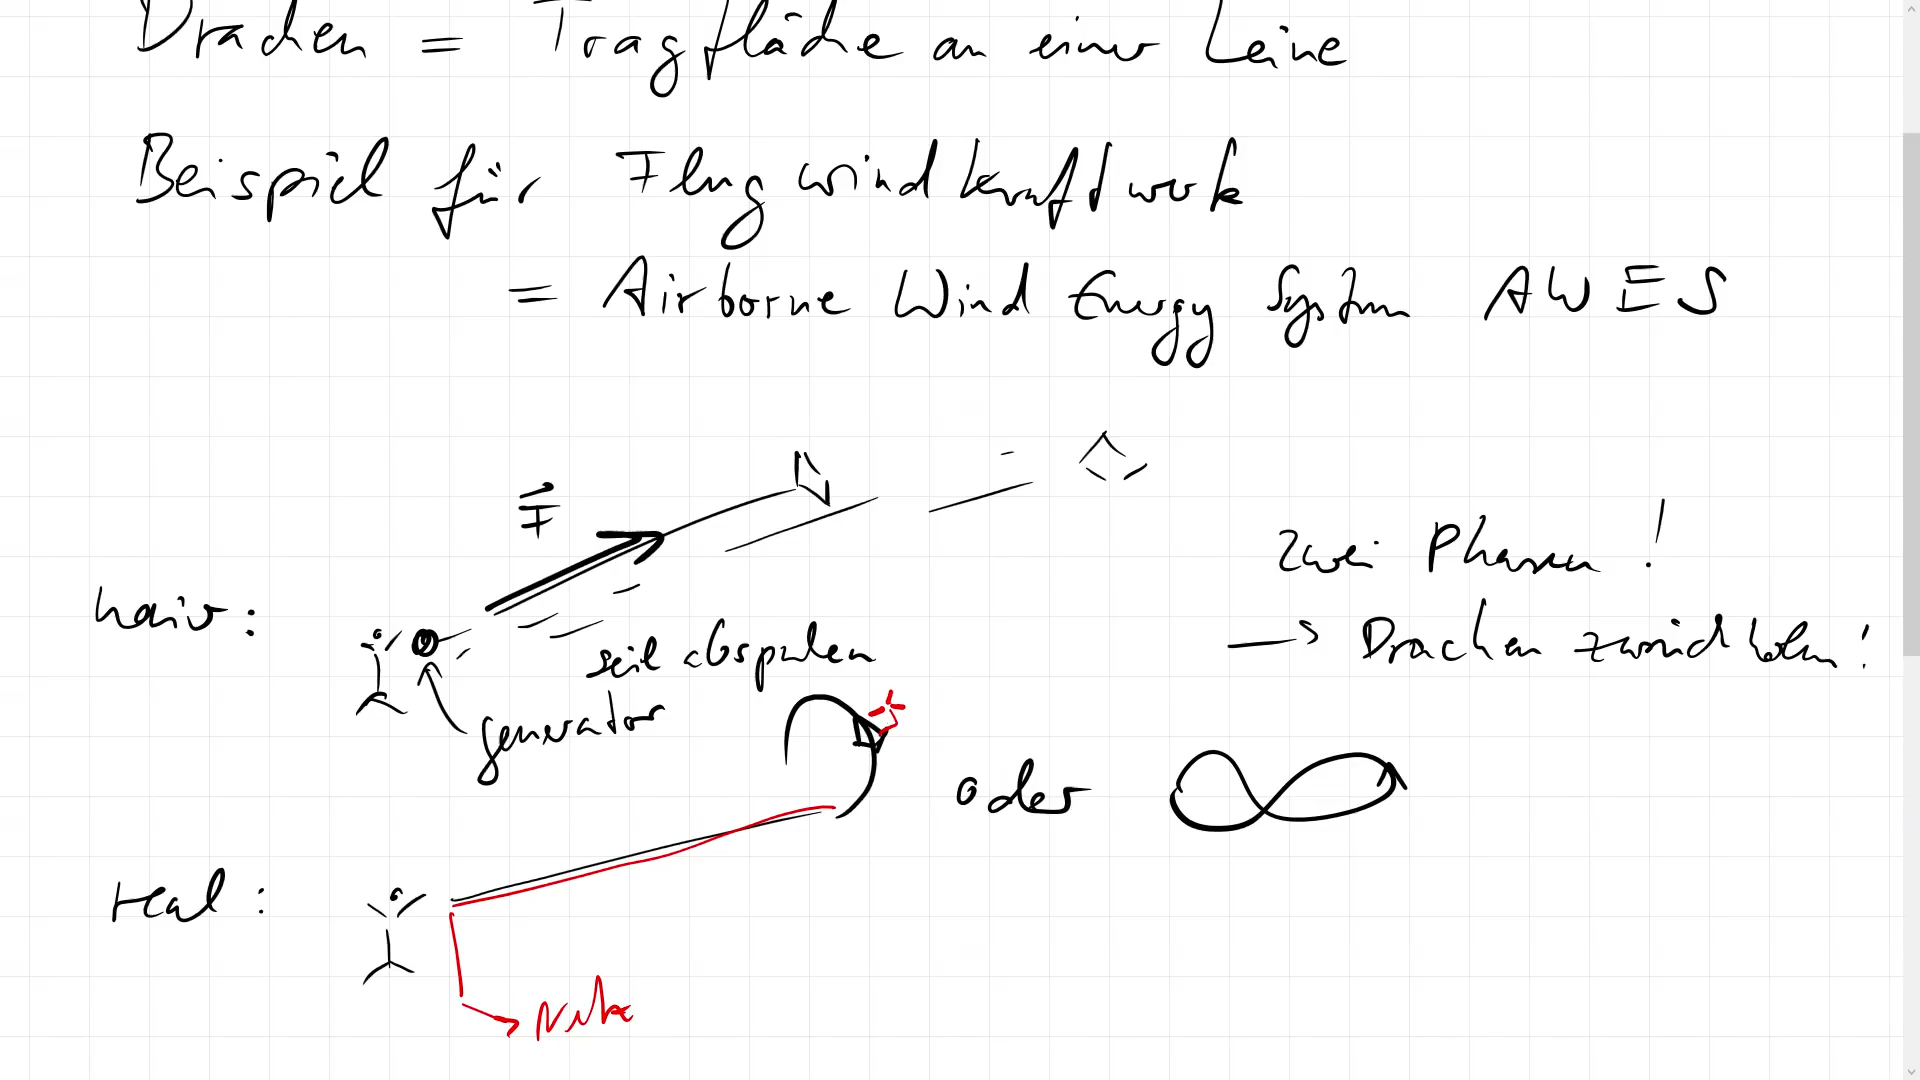 Drachen = Tragfläche an einer Leine
Beispiel für Flugwindkraftwerk
= Airborne Wind Energy System AWES
F
naiv:
Seil abspulen
generator
Zwei Phasen!
→ Drachen zurückholen!
oder
real:
→ Netz